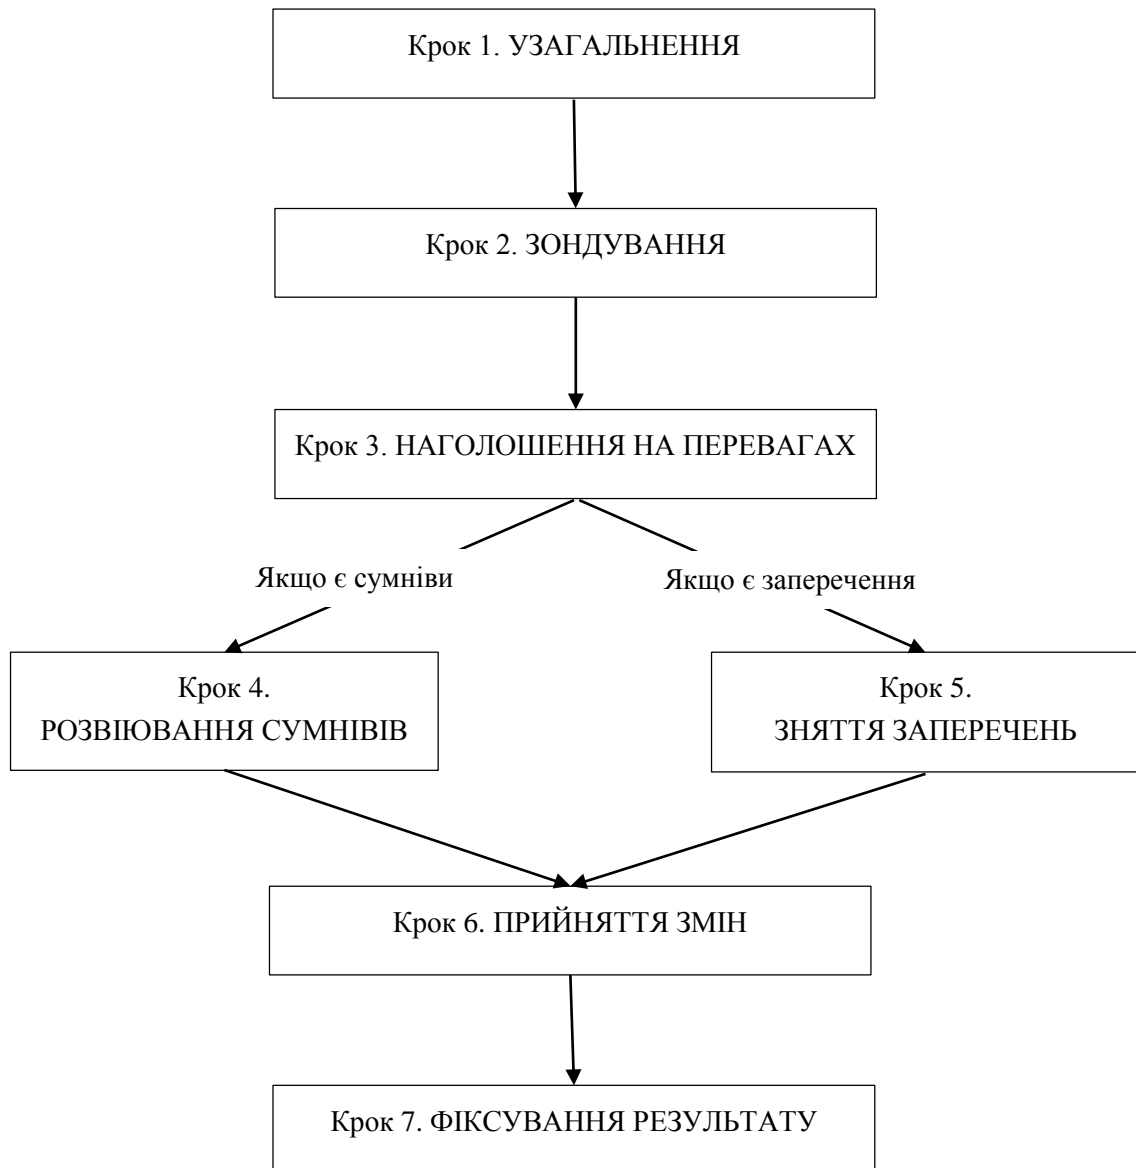 Крок 1. УЗАГАЛЬНЕННЯ
Крок 2. ЗОНДУВАННЯ
Крок 3. НАГОЛОШЕННЯ НА ПЕРЕВАГАХ
Якщо є сумніви
Якщо є заперечення
Крок 4.
РОЗВІЮВАННЯ СУМНІВІВ
Крок 5.
ЗНЯТТЯ ЗАПЕРЕЧЕНЬ
Крок 6. ПРИЙНЯТТЯ ЗМІН
Крок 7. ФІКСУВАННЯ РЕЗУЛЬТАТУ